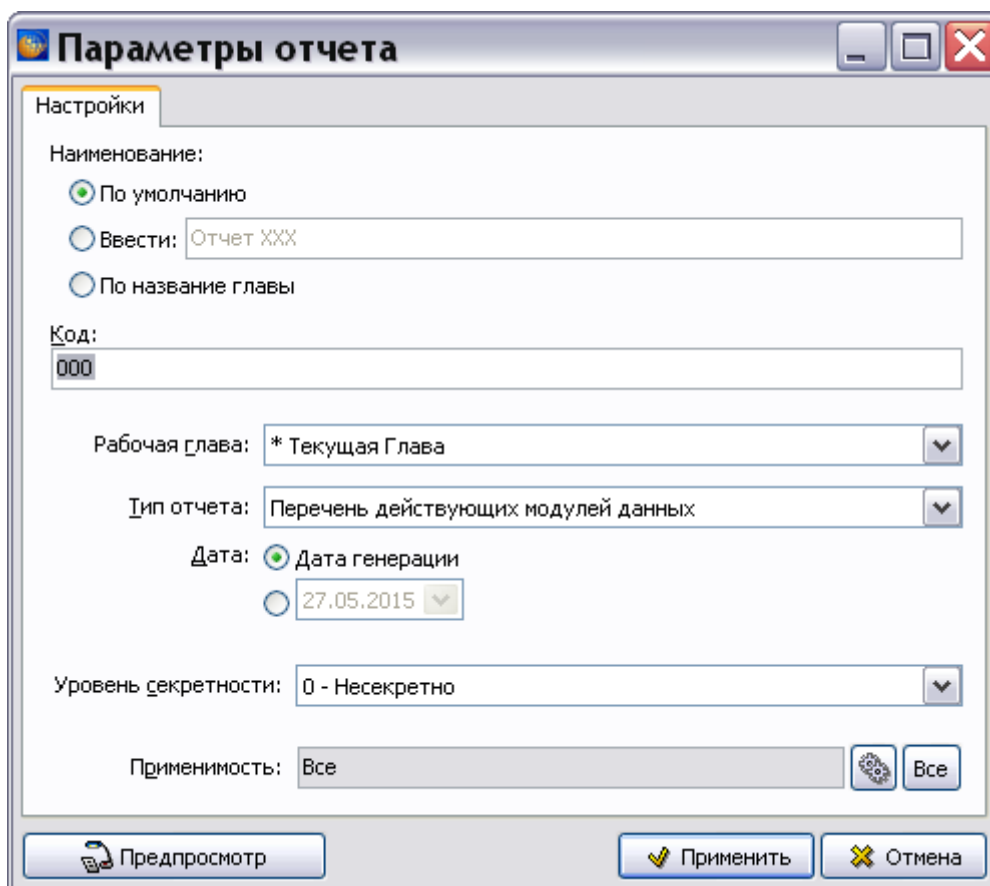 Параметры отчета
Настройки
Наименование:
По умолчанию
Ввести: Отчет XXX
По название главы
Код:
000
Рабочая глава: * Текущая Глава
Тип отчета: Перечень действующих модулей данных
Дата: Дата генерации
27.05.2015
Уровень секретности: 0 - Несекретно
Применимость: Все Все
Предпросмотр Применить Отмена